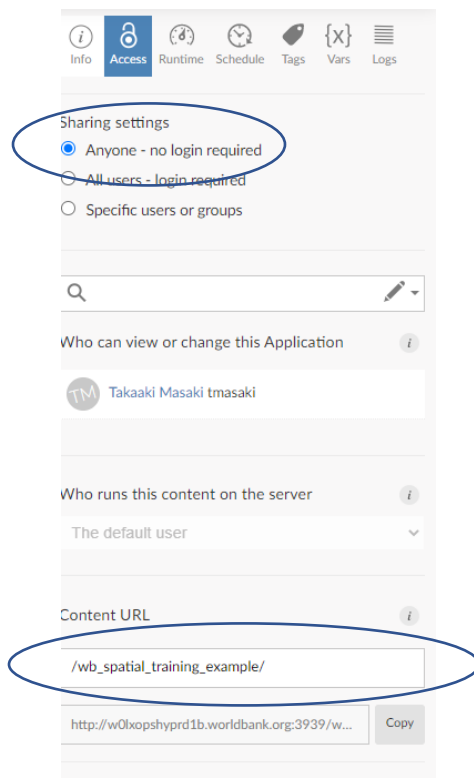 Info Access Runtime Schedule Tags Vars Logs
Sharing settings
Anyone - no login required
All users - login required
Specific users or groups
Who can view or change this Application i
TM Takaaki Masaki tmasaki
Who runs this content on the server i
The default user
Content URL i
/wb_spatial_training_example/
http://w0lxopshyprd1b.worldbank.org:3939/w... Copy